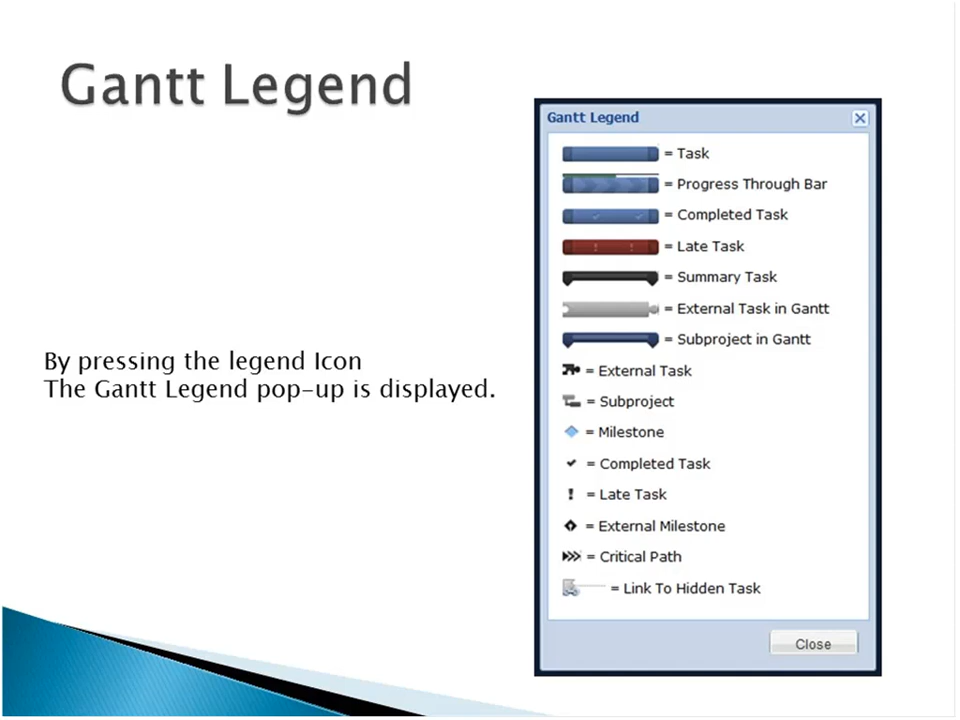 Gantt Legend
By pressing the legend Icon
The Gantt Legend pop-up is displayed.
Gantt Legend
= Task
= Progress Through Bar
= Completed Task
= Late Task
= Summary Task
= External Task in Gantt
= Subproject in Gantt
= External Task
= Subproject
= Milestone
= Completed Task
= Late Task
= External Milestone
= Critical Path
= Link To Hidden Task
Close